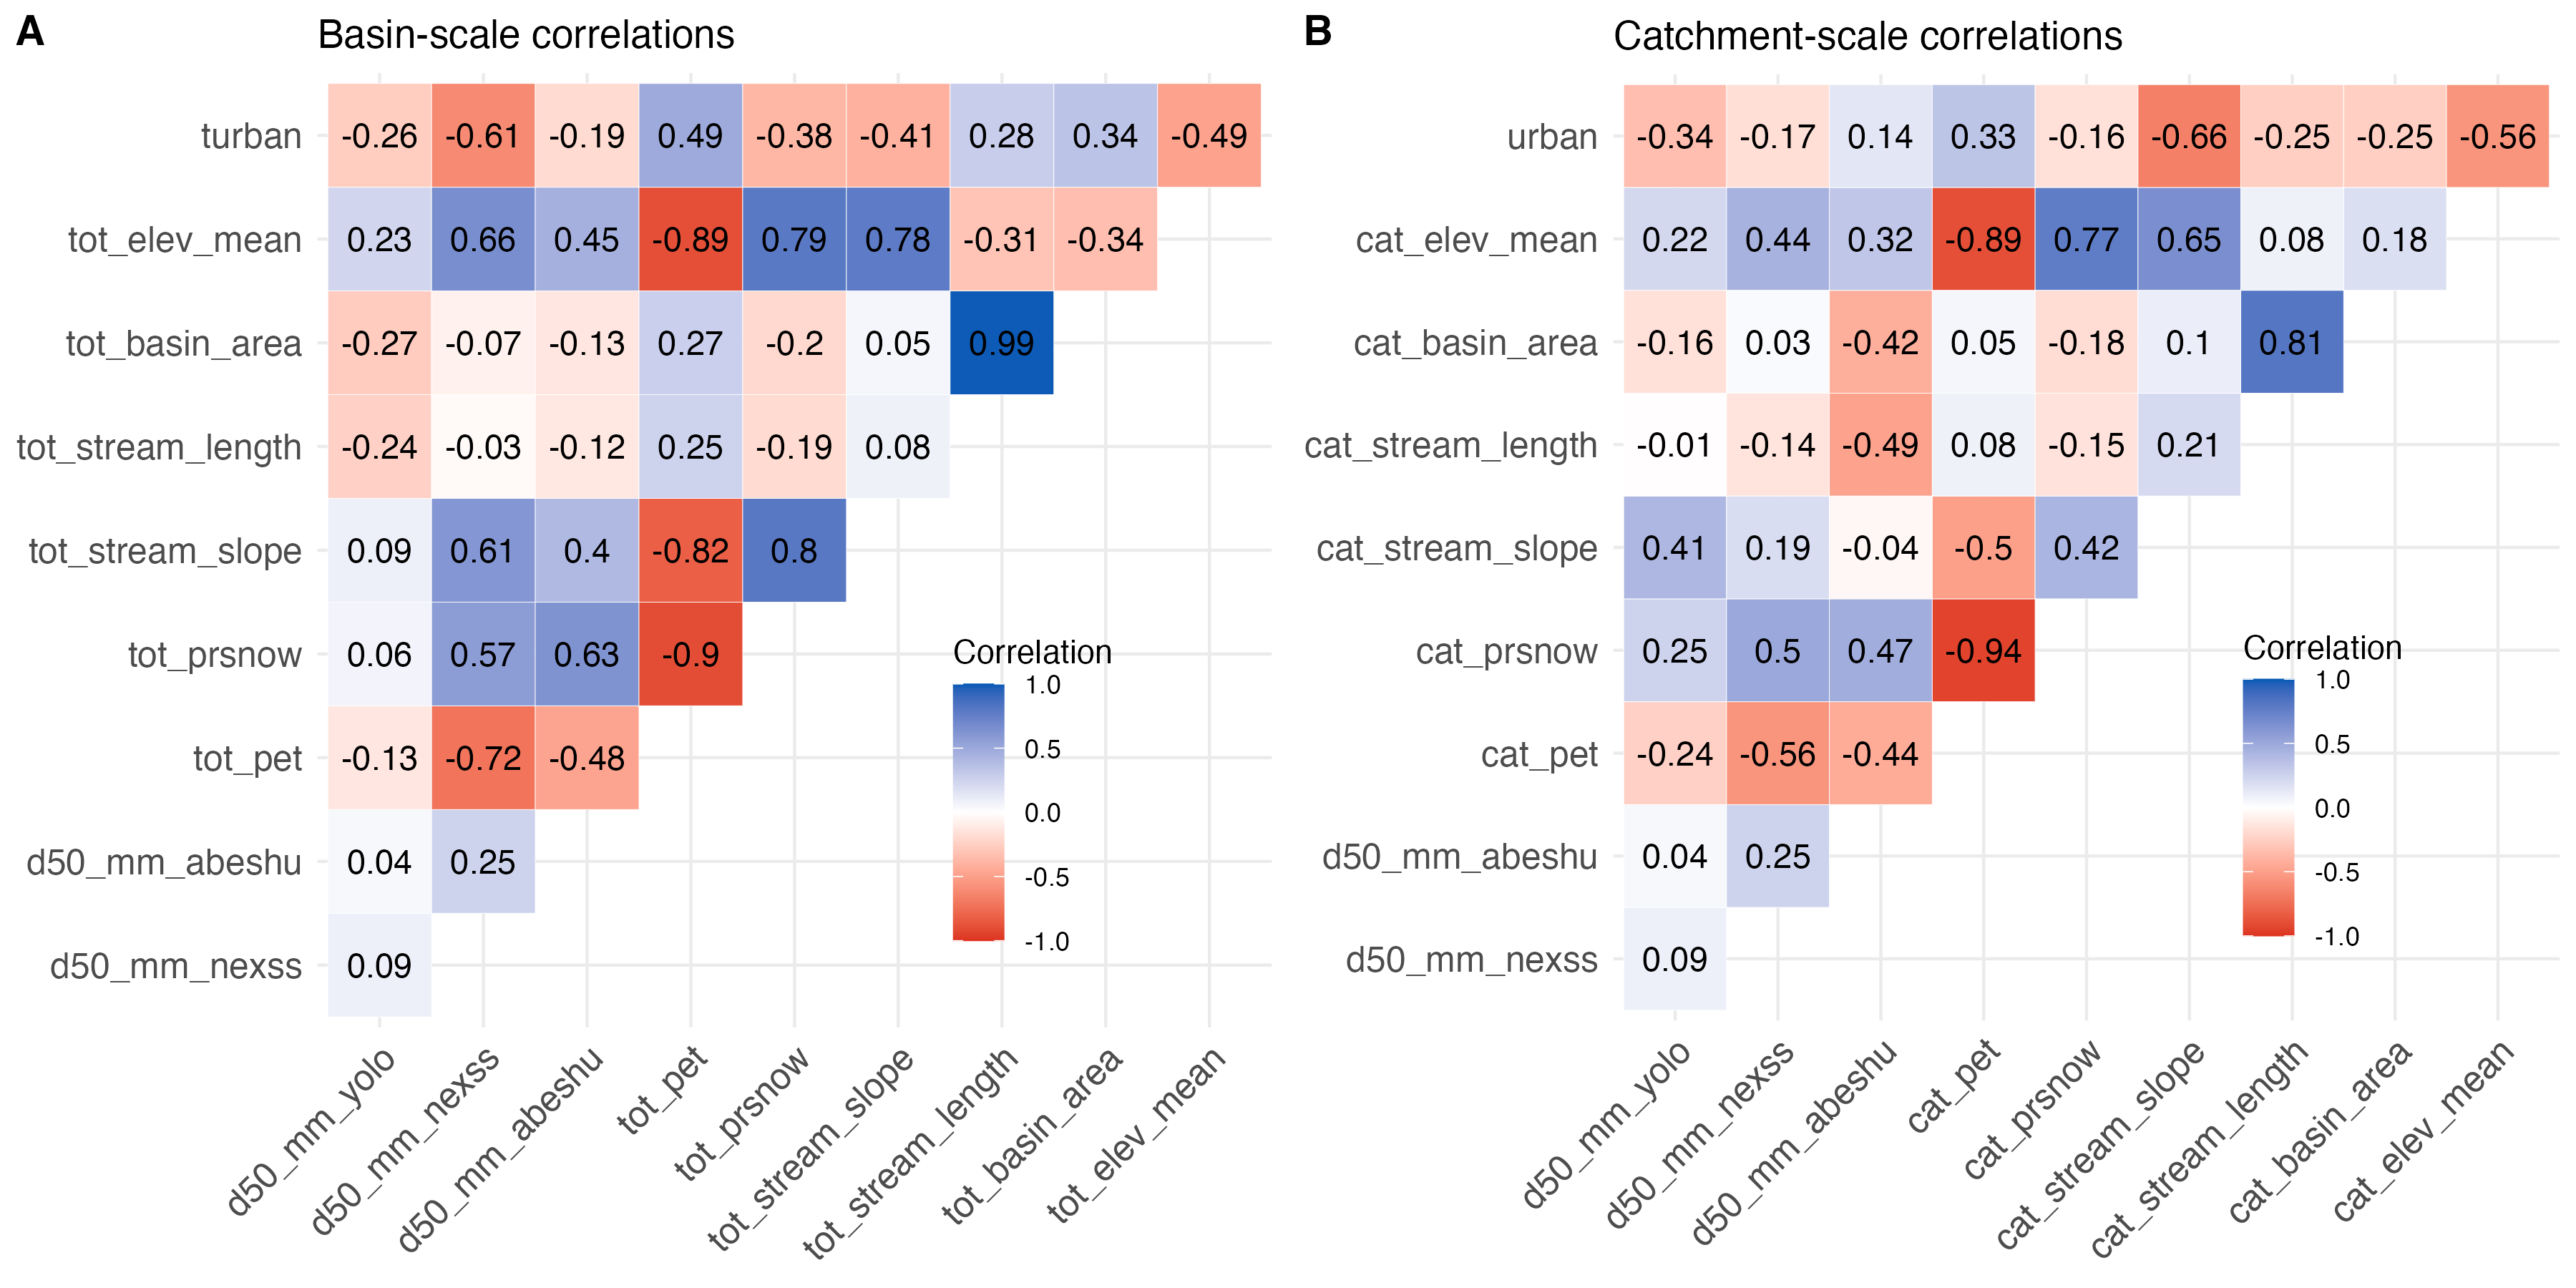 A Basin-scale correlations
turban -0.26 -0.61 -0.19 0.49 -0.38 -0.41 0.28 0.34 -0.49
tot_elev_mean 0.23 0.66 0.45 -0.89 0.79 0.78 -0.31 -0.34
tot_basin_area -0.27 -0.07 -0.13 0.27 -0.2 0.05 0.99
tot_stream_length -0.24 -0.03 -0.12 0.25 -0.19 0.08
tot_stream_slope 0.09 0.61 0.4 -0.82 0.8
tot_prsnow 0.06 0.57 0.63 -0.9
tot_pet -0.13 -0.72 -0.48
d50_mm_abeshu 0.04 0.25
d50_mm_nexss 0.09
Correlation
1.0
0.5
0.0
-0.5
-1.0
d50_mm_yolo
d50_mm_nexss
d50_mm_abeshu
tot_pet
tot_prsnow
tot_stream_slope
tot_stream_length
tot_basin_area
tot_elev_mean
B Catchment-scale correlations
urban -0.34 -0.17 0.14 0.33 -0.16 -0.66 -0.25 -0.25 -0.56
cat_elev_mean 0.22 0.44 0.32 -0.89 0.77 0.65 0.08 0.18
cat_basin_area -0.16 0.03 -0.42 0.05 -0.18 0.1 0.81
cat_stream_length -0.01 -0.14 -0.49 0.08 -0.15 0.21
cat_stream_slope 0.41 0.19 -0.04 -0.5 0.42
cat_prsnow 0.25 0.5 0.47 -0.94
cat_pet -0.24 -0.56 -0.44
d50_mm_abeshu 0.04 0.25
d50_mm_nexss 0.09
Correlation
1.0
0.5
0.0
-0.5
-1.0
d50_mm_yolo
d50_mm_nexss
d50_mm_abeshu
cat_pet
cat_prsnow
cat_stream_slope
cat_stream_length
cat_basin_area
cat_elev_mean